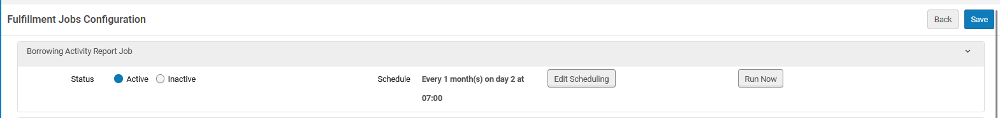 Fulfillment Jobs Configuration
Back
Save
Borrowing Activity Report Job
Status
Active
Inactive
Schedule
Every 1 month(s) on day 2 at
07:00
Edit Scheduling
Run Now